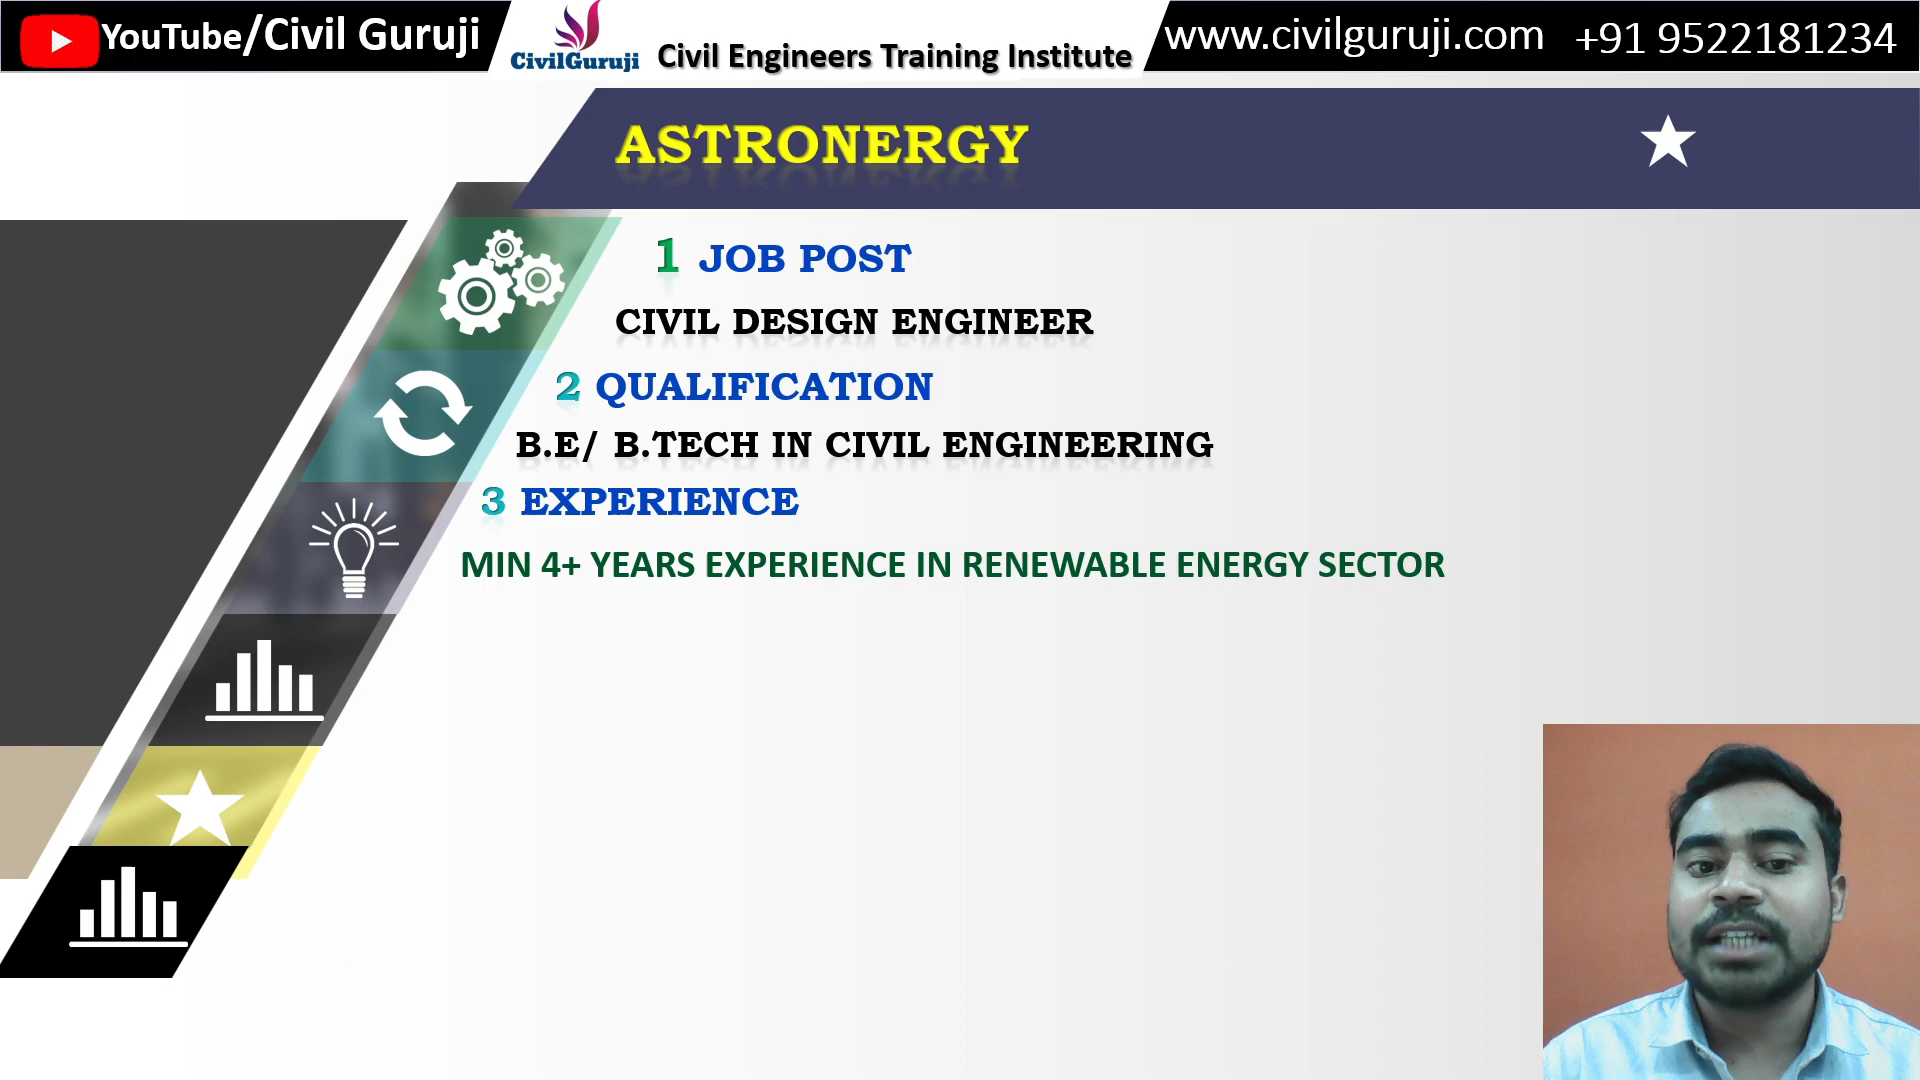 YouTube/Civil Guruji
CivilGuruji
Civil Engineers Training Institute
www.civilguruji.com
+91 9522181234
ASTRONERGY
1 JOB POST
CIVIL DESIGN ENGINEER
2 QUALIFICATION
B.E/ B.TECH IN CIVIL ENGINEERING
3 EXPERIENCE
MIN 4+ YEARS EXPERIENCE IN RENEWABLE ENERGY SECTOR